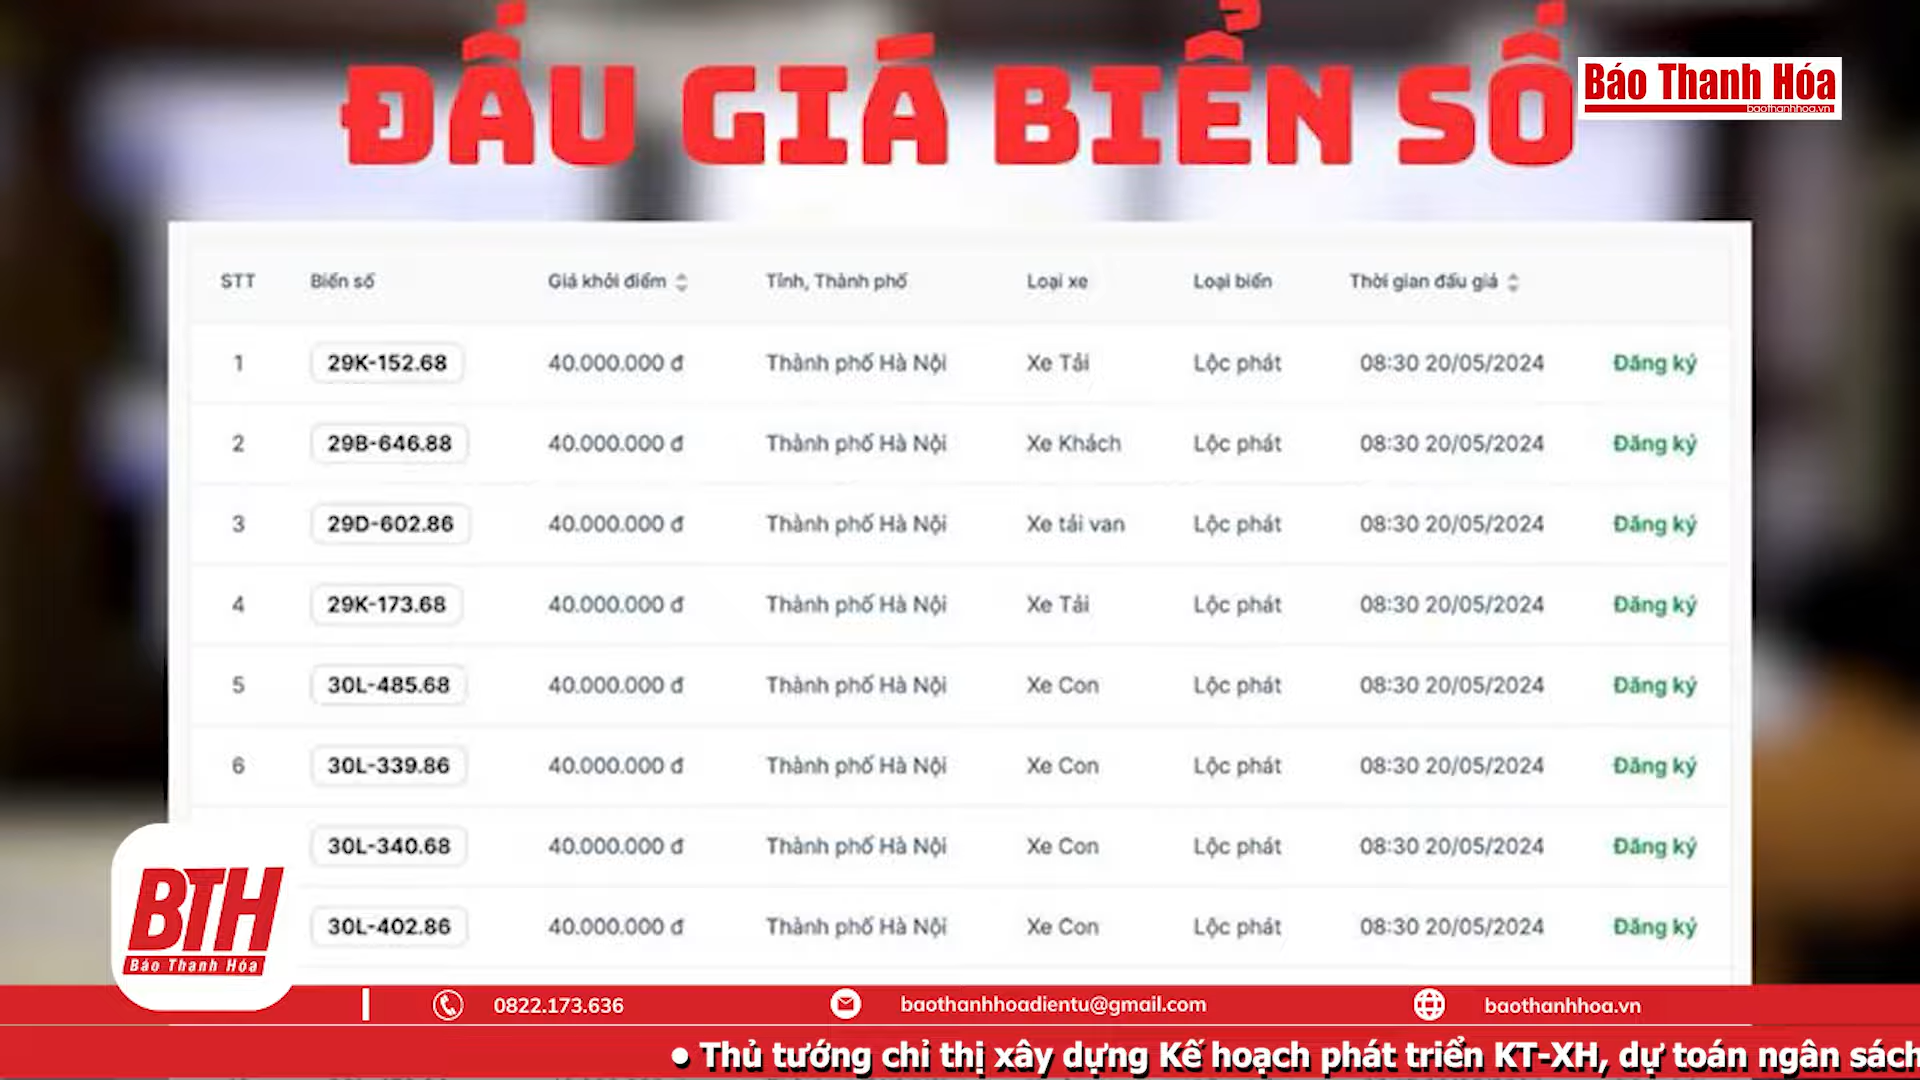 ĐẤU GIÁ BIỂN SỐ
Báo Thanh Hóa
baothanhhoa.vn
STT Biển số Giá khởi điểm Tỉnh, Thành phố Loại xe Loại biển Thời gian đấu giá
1 29K-152.68 40.000.000 đ Thành phố Hà Nội Xe Tải Lộc phát 08:30 20/05/2024 Đăng ký
2 29B-646.88 40.000.000 đ Thành phố Hà Nội Xe Khách Lộc phát 08:30 20/05/2024 Đăng ký
3 29D-602.86 40.000.000 đ Thành phố Hà Nội Xe tải van Lộc phát 08:30 20/05/2024 Đăng ký
4 29K-173.68 40.000.000 đ Thành phố Hà Nội Xe Tải Lộc phát 08:30 20/05/2024 Đăng ký
5 30L-485.68 40.000.000 đ Thành phố Hà Nội Xe Con Lộc phát 08:30 20/05/2024 Đăng ký
6 30L-339.86 40.000.000 đ Thành phố Hà Nội Xe Con Lộc phát 08:30 20/05/2024 Đăng ký
30L-340.68 40.000.000 đ Thành phố Hà Nội Xe Con Lộc phát 08:30 20/05/2024 Đăng ký
30L-402.86 40.000.000 đ Thành phố Hà Nội Xe Con Lộc phát 08:30 20/05/2024 Đăng ký
BTH
Báo Thanh Hóa
0822.173.636 baothanhhoadientu@gmail.com baothanhhoa.vn
• Thủ tướng chỉ thị xây dựng Kế hoạch phát triển KT-XH, dự toán ngân sách